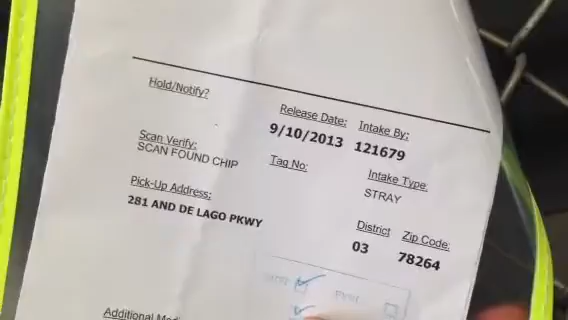 Hold/Notify?
Release Date: Intake By:
9/10/2013 121679
Scan Verify:
SCAN FOUND CHIP
Tag No:
Intake Type:
STRAY
Pick-Up Address:
281 AND DE LAGO PKWY
District Zip Code:
03 78264
Additional